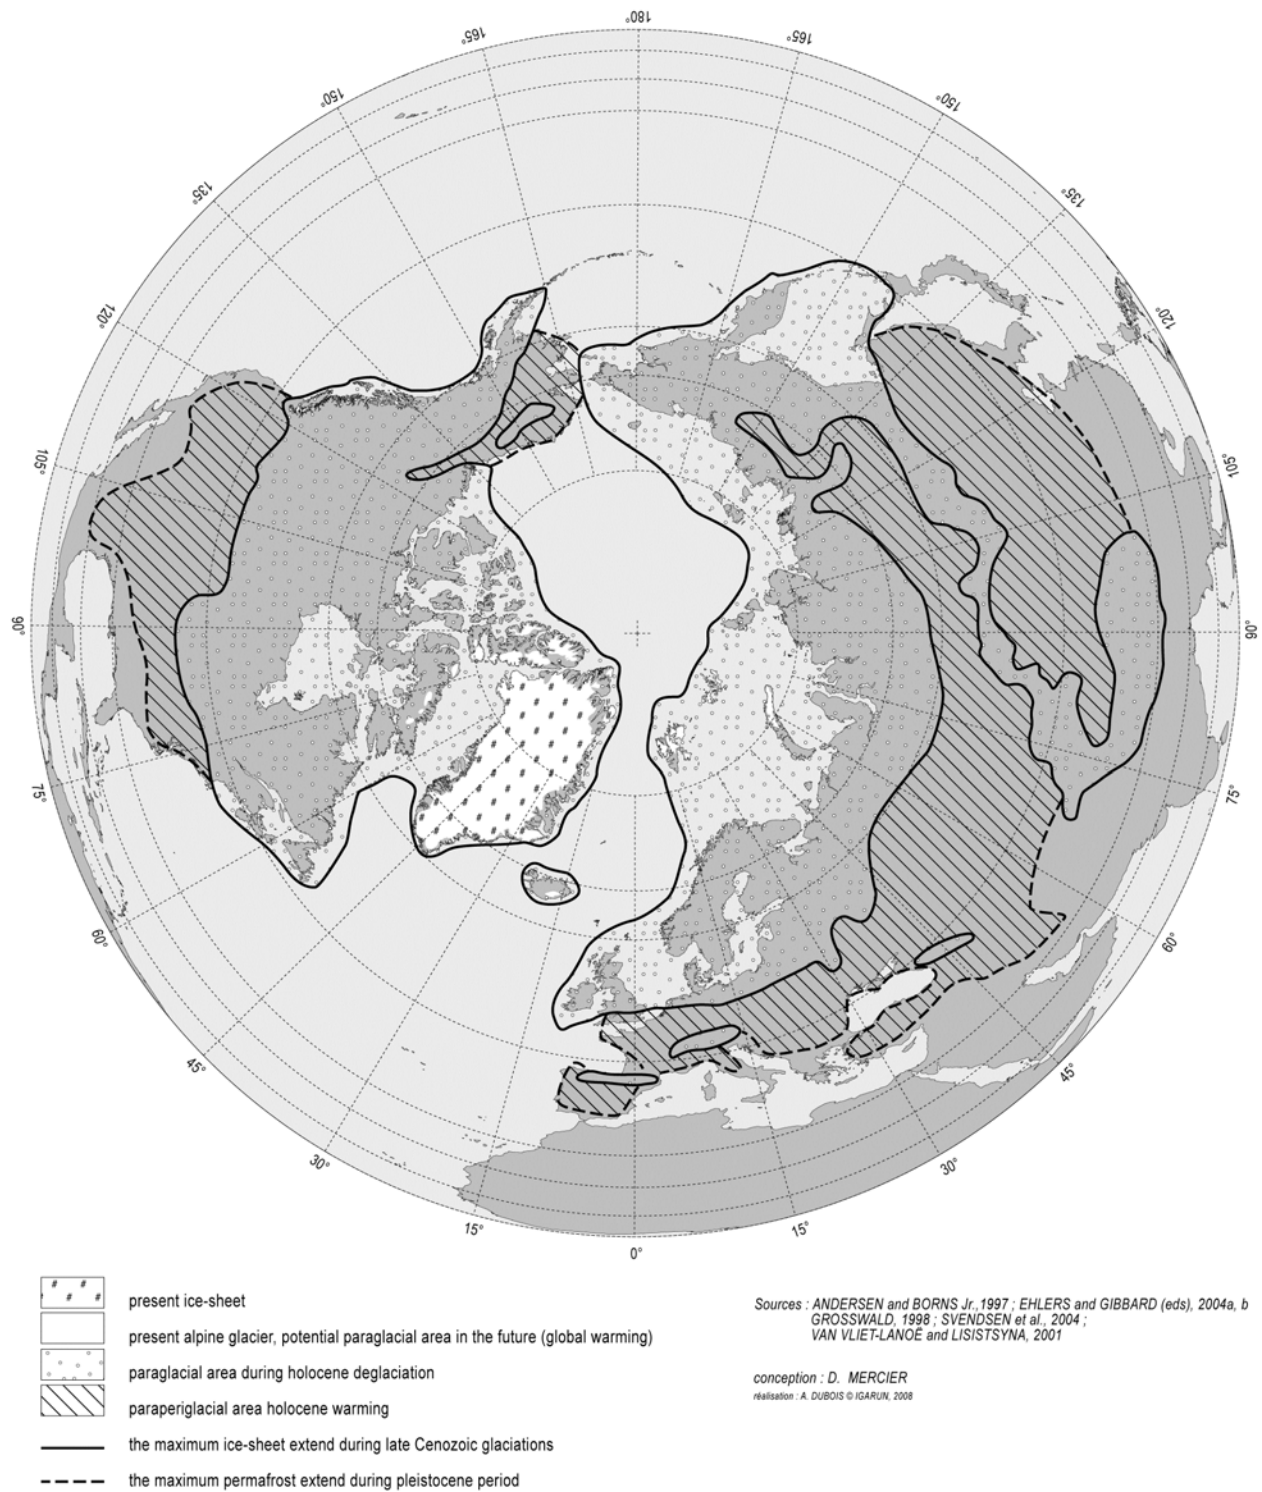 180°
165°
165°
150°
150°
135°
135°
120°
120°
105°
105°
90°
90°
75°
75°
60°
60°
45°
45°
30°
30°
15°
15°
0°
present ice-sheet
present alpine glacier, potential paraglacial area in the future (global warming)
paraglacial area during holocene deglaciation
paraperiglacial area holocene warming
the maximum ice-sheet extend during late Cenozoic glaciations
the maximum permafrost extend during pleistocene period
Sources : ANDERSEN and BORNS Jr.,1997 ; EHLERS and GIBBARD (eds), 2004a, b
GROSSWALD, 1998 ; SVENDSEN et al., 2004 ;
VAN VLIET-LANOË and LISISTSYNA, 2001
conception : D. MERCIER
réalisation : A. DUBOIS © IGARUN, 2008